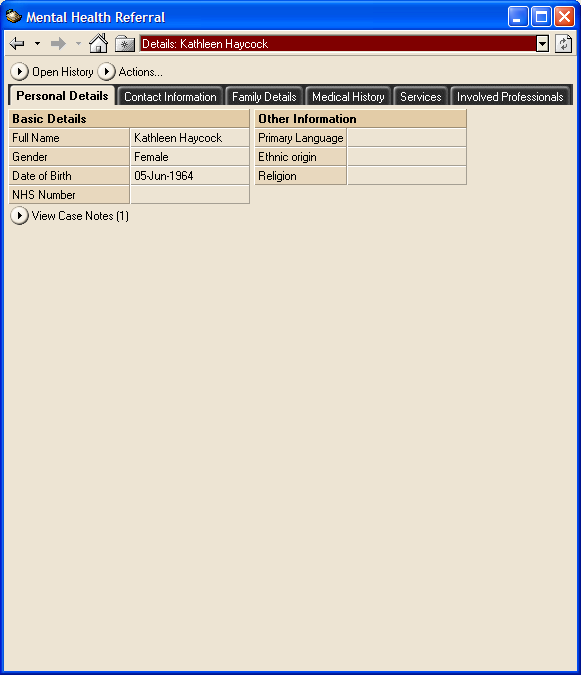 Mental Health Referral
Details: Kathleen Haycock
Open History Actions...
Personal Details Contact Information Family Details Medical History Services Involved Professionals
Basic Details Other Information
Full Name Kathleen Haycock Primary Language
Gender Female Ethnic origin
Date of Birth 05-Jun-1964 Religion
NHS Number
View Case Notes (1)